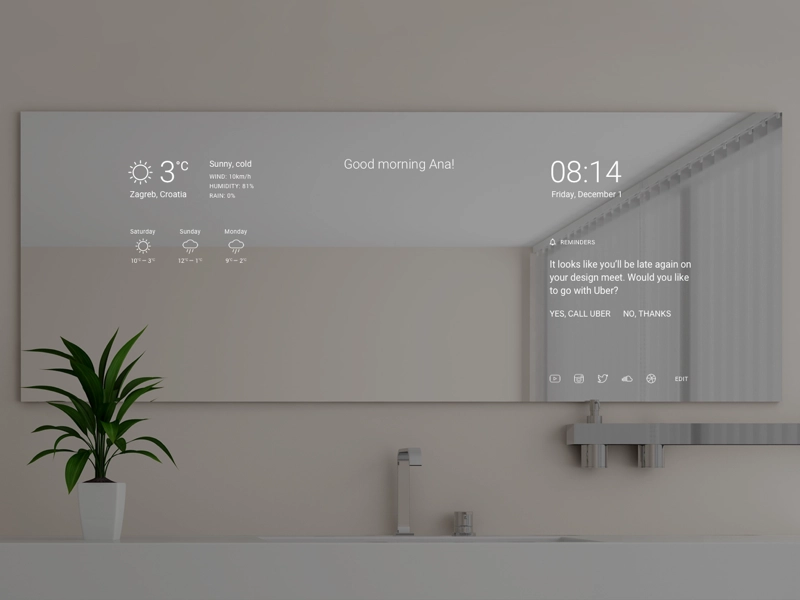 3°C
Zagreb, Croatia
Sunny, cold
WIND: 10km/h
HUMIDITY: 81%
RAIN: 0%
Saturday
10°C — 3°C
Sunday
12°C — 1°C
Monday
9°C — 2°C
Good morning Ana!
08:14
Friday, December 1
REMINDERS
It looks like you'll be late again on
your design meet. Would you like
to go with Uber?
YES, CALL UBER NO, THANKS
EDIT